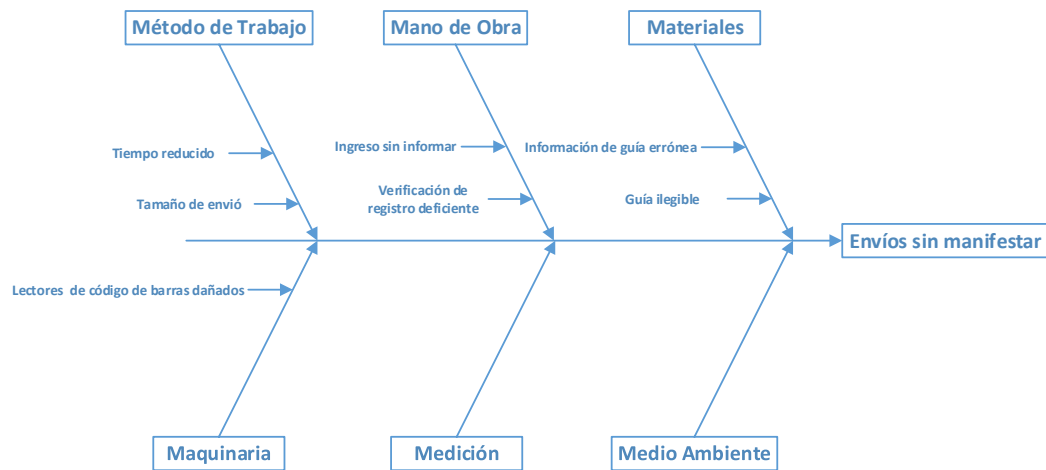 Método de Trabajo
Mano de Obra
Materiales
Tiempo reducido
Ingreso sin informar
Información de guía errónea
Tamaño de envió
Verificación de
registro deficiente
Guía ilegible
Envíos sin manifestar
Lectores  de código de barras dañados
Maquinaria
Medición
Medio Ambiente